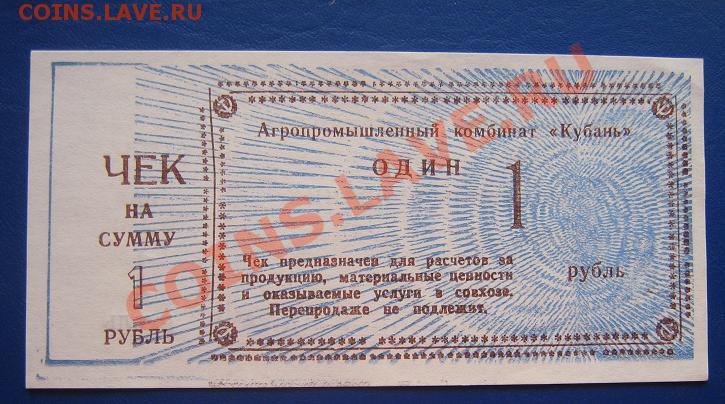 COINS.LAVE.RU
ЧЕК
НА
СУММУ
1
РУБЛЬ
Агропромышленный комбинат «Кубань»
ОДИН
1
рубль
Чек предназначен для расчетов за
продукцию, материальные ценности
и оказываемые услуги в совхозе.
Перепродаже не подлежит.
COINS.LAVE.RU